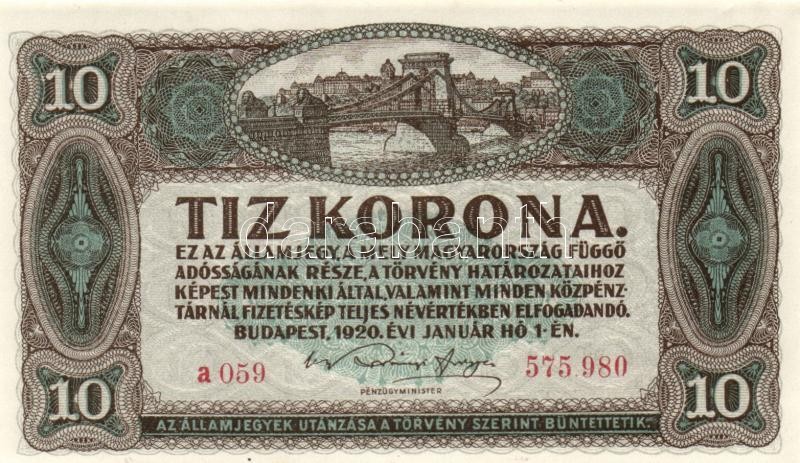 10 10
TIZ KORONA.
EZ AZ ÁLLAMJEGY, A MELY MAGYARORSZÁG FÜGGŐ
ADÓSSÁGÁNAK RÉSZE, A TÖRVÉNY HATÁROZATAIHOZ
KÉPEST MINDENKI ÁLTAL, VALAMINT MINDEN KÖZPÉNZ-
TÁRNÁL FIZETÉSKÉP TELJES NÉVÉRTÉKBEN ELFOGADANDÓ.
BUDAPEST, 1920. ÉVI JANUÁR HÓ 1-ÉN.
a 059 575.980
PÉNZÜGYMINISTER
10 10
AZ ÁLLAMJEGYEK UTÁNZÁSA A TÖRVÉNY SZERINT BÜNTETTETIK.